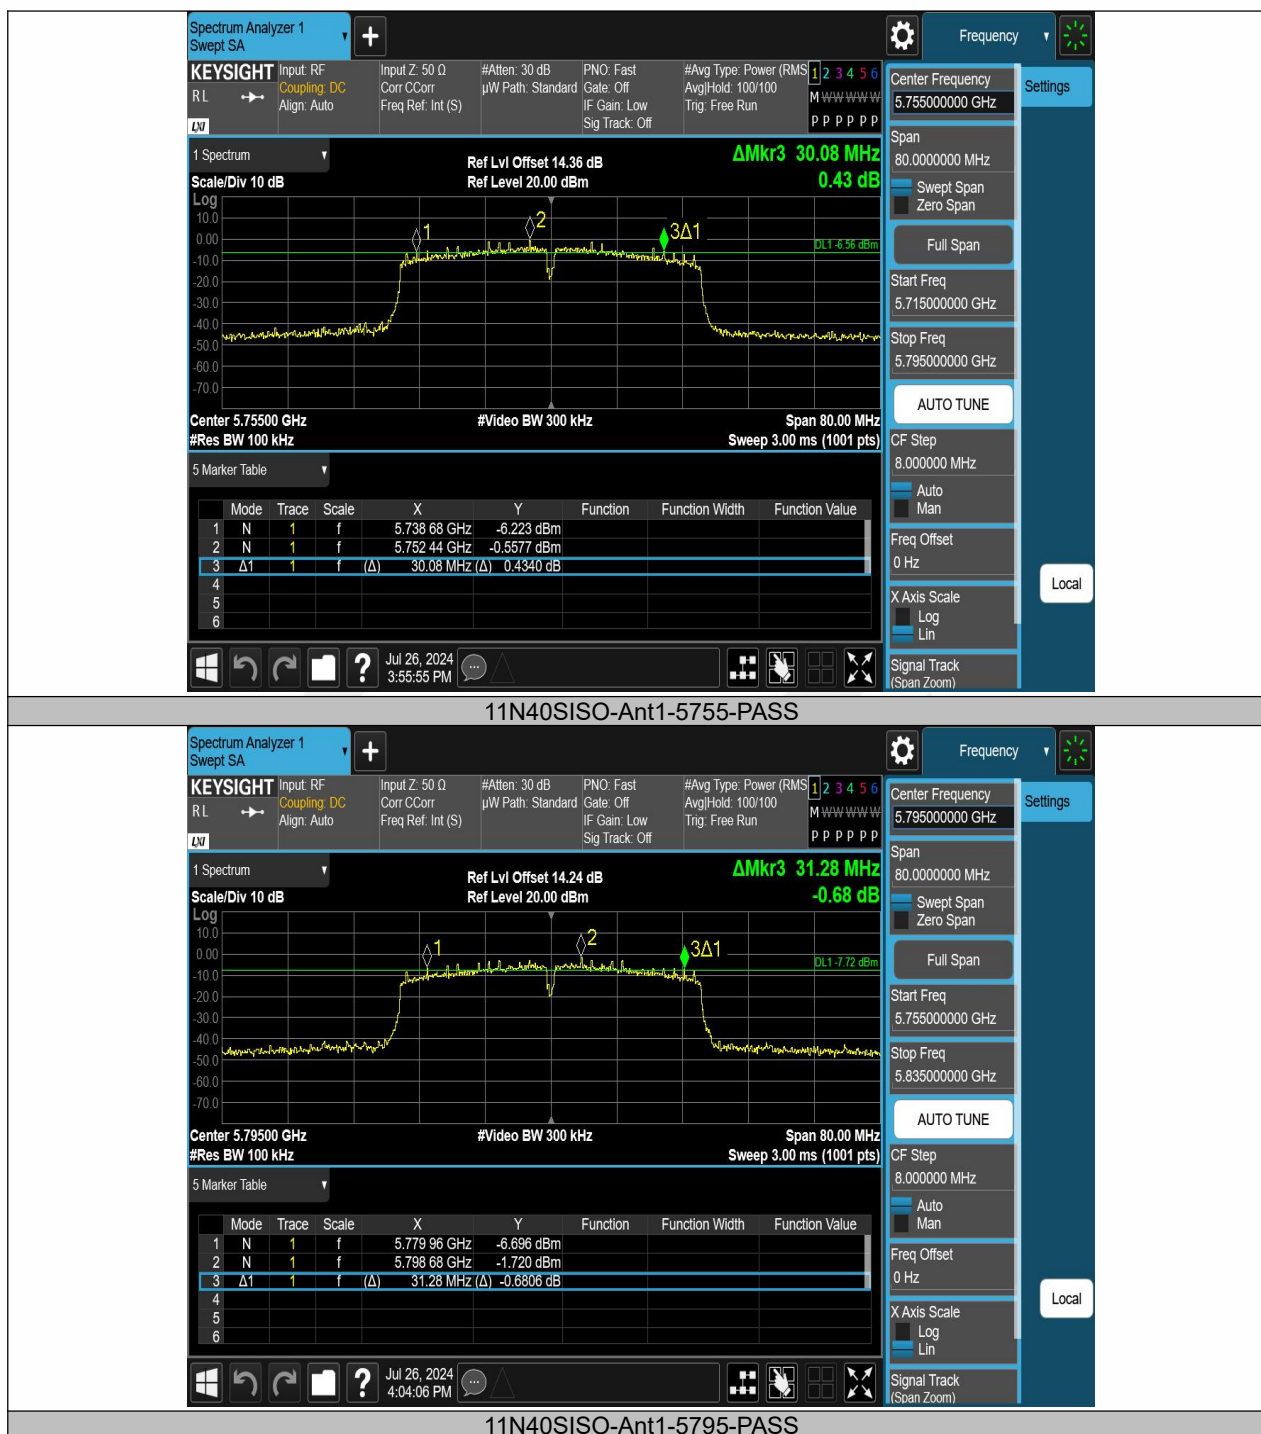 Spectrum Analyzer 1
Swept SA
+
Frequency
KEYSIGHT Input: RF Input Z: 50 Ω #Atten: 30 dB PNO: Fast #Avg Type: Power (RMS 1 2 3 4 5 6
RL Coupling: DC Corr CCorr µW Path: Standard Gate: Off Avg|Hold: 100/100 M W W W W W
Align: Auto Freq Ref: Int (S) IF Gain: Low Trig: Free Run
LXI Sig Track: Off P P P P P P
1 Spectrum
Ref Lvl Offset 14.36 dB ΔMkr3 30.08 MHz
Scale/Div 10 dB Ref Level 20.00 dBm 0.43 dB
Log
10.0
0.00
-10.0
-20.0
-30.0
-40.0
-50.0
-60.0
-70.0
1
2
3Δ1
DL1 -6.56 dBm
Center 5.75500 GHz #Video BW 300 kHz Span 80.00 MHz
#Res BW 100 kHz Sweep 3.00 ms (1001 pts)
5 Marker Table
Mode Trace Scale X Y Function Function Width Function Value
1 N 1 f 5.738 68 GHz -6.223 dBm
2 N 1 f 5.752 44 GHz -0.5577 dBm
3 Δ1 1 f (Δ) 30.08 MHz (Δ) 0.4340 dB
4
5
6
? Jul 26, 2024
3:55:55 PM
Center Frequency
5.755000000 GHz
Settings
Span
80.0000000 MHz
Swept Span
Zero Span
Full Span
Start Freq
5.715000000 GHz
Stop Freq
5.795000000 GHz
AUTO TUNE
CF Step
8.000000 MHz
Auto
Man
Freq Offset
0 Hz
X Axis Scale
Log
Lin
Local
Signal Track
(Span Zoom)
11N40SISO-Ant1-5755-PASS
Spectrum Analyzer 1
Swept SA
+
Frequency
KEYSIGHT Input: RF Input Z: 50 Ω #Atten: 30 dB PNO: Fast #Avg Type: Power (RMS 1 2 3 4 5 6
RL Coupling: DC Corr CCorr µW Path: Standard Gate: Off Avg|Hold: 100/100 M W W W W W
Align: Auto Freq Ref: Int (S) IF Gain: Low Trig: Free Run
LXI Sig Track: Off P P P P P P
1 Spectrum
Ref Lvl Offset 14.24 dB ΔMkr3 31.28 MHz
Scale/Div 10 dB Ref Level 20.00 dBm -0.68 dB
Log
10.0
0.00
-10.0
-20.0
-30.0
-40.0
-50.0
-60.0
-70.0
1
2
3Δ1
DL1 -7.72 dBm
Center 5.79500 GHz #Video BW 300 kHz Span 80.00 MHz
#Res BW 100 kHz Sweep 3.00 ms (1001 pts)
5 Marker Table
Mode Trace Scale X Y Function Function Width Function Value
1 N 1 f 5.779 96 GHz -6.696 dBm
2 N 1 f 5.798 68 GHz -1.720 dBm
3 Δ1 1 f (Δ) 31.28 MHz (Δ) -0.6806 dB
4
5
6
? Jul 26, 2024
4:04:06 PM
Center Frequency
5.795000000 GHz
Settings
Span
80.0000000 MHz
Swept Span
Zero Span
Full Span
Start Freq
5.755000000 GHz
Stop Freq
5.835000000 GHz
AUTO TUNE
CF Step
8.000000 MHz
Auto
Man
Freq Offset
0 Hz
X Axis Scale
Log
Lin
Local
Signal Track
(Span Zoom)
11N40SISO-Ant1-5795-PASS